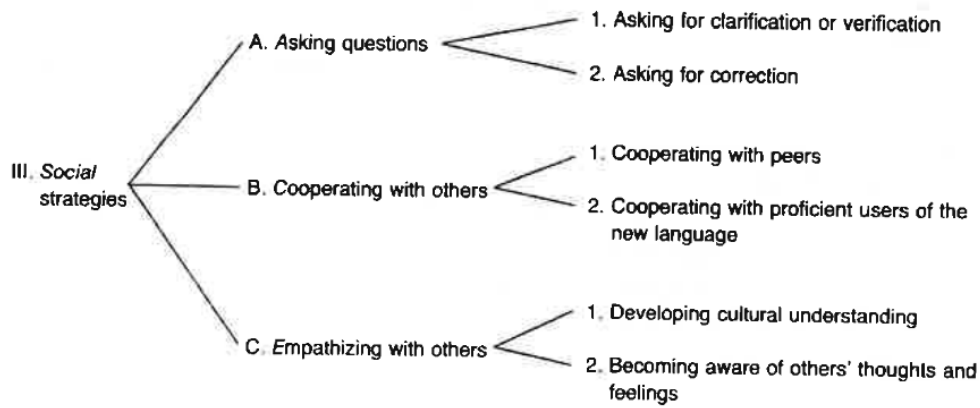 1. Asking for clarification or verification
A. Asking questions
2. Asking for correction
III. Social
strategies
1. Cooperating with peers
B. Cooperating with others
2. Cooperating with proficient users of the
new language
1. Developing cultural understanding
C. Empathizing with others
2. Becoming aware of others' thoughts and
feelings